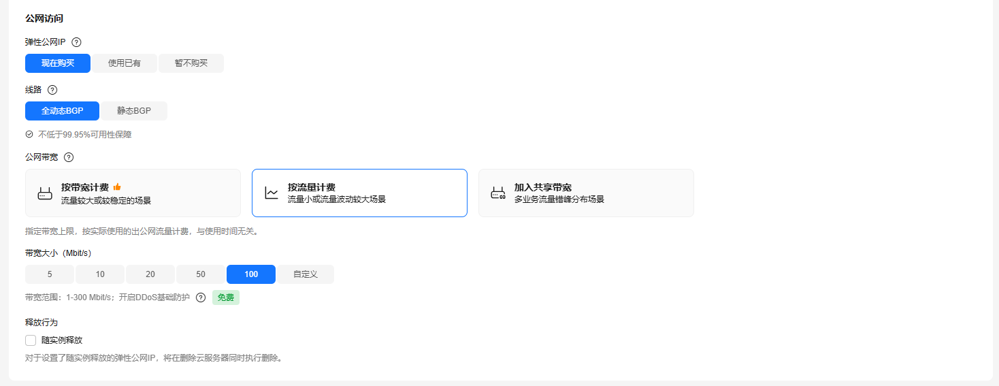 公网访问
弹性公网IP ?
现在购买 使用已有 暂不购买
线路 ?
全动态BGP 静态BGP
不低于99.95%可用性保障
公网带宽 ?
按带宽计费 按流量计费 加入共享带宽
流量较大或较稳定的场景 流量小或流量波动较大场景 多业务流量错峰分布场景
指定带宽上限，按实际使用的出公网流量计费，与使用时间无关。
带宽大小（Mbit/s）
5 10 20 50 100 自定义
带宽范围：1-300 Mbit/s；开启DDoS基础防护 ? 免费
释放行为
随实例释放
对于设置了随实例释放的弹性公网IP，将在删除云服务器同时执行删除。